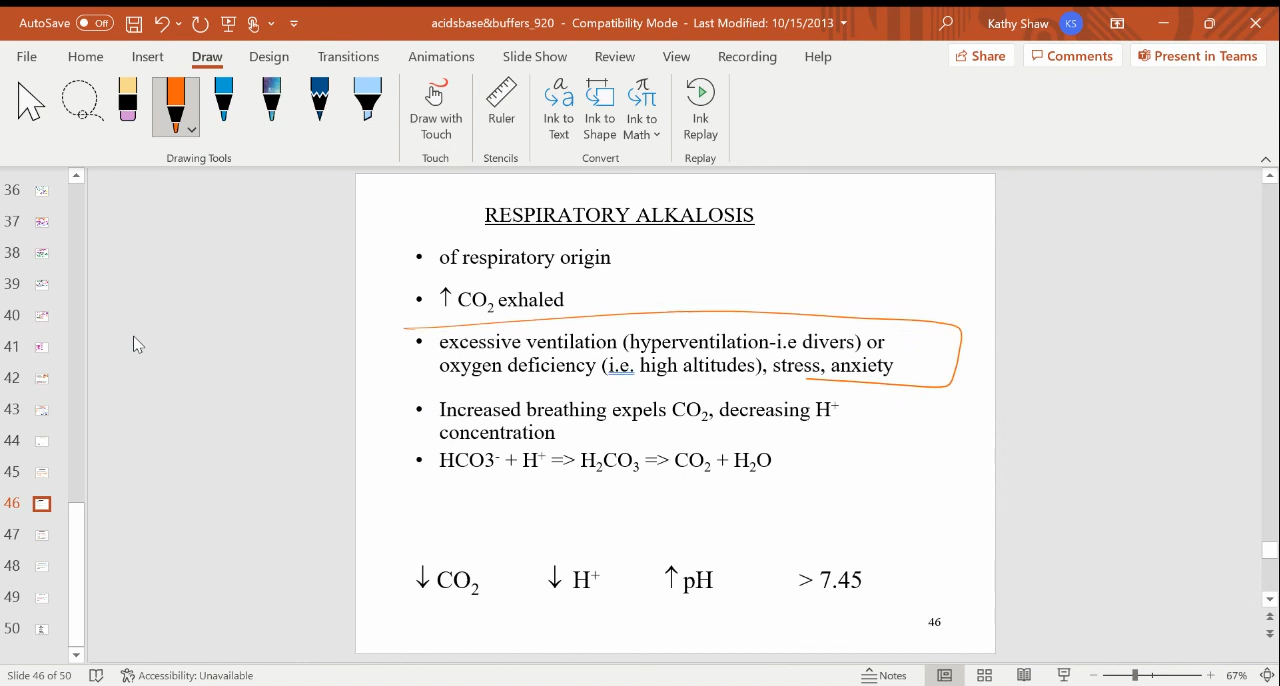 AutoSave Off acidsbase&buffers_920 - Compatibility Mode - Last Modified: 10/15/2013 Kathy Shaw KS
File Home Insert Draw Design Transitions Animations Slide Show Review View Recording Help Share Comments Present in Teams
Draw with Touch
Ruler
Ink to Text
Ink to Shape
Ink to Math
Ink Replay
Drawing Tools Touch Stencils Convert Replay
36
37
38
39
40
41
42
43
44
45
46
47
48
49
50
RESPIRATORY ALKALOSIS
• of respiratory origin
• ↑ CO₂ exhaled
• excessive ventilation (hyperventilation-i.e divers) or
oxygen deficiency (i.e. high altitudes), stress, anxiety
• Increased breathing expels CO₂, decreasing H⁺
concentration
• HCO3⁻ + H⁺ => H₂CO₃ => CO₂ + H₂O
↓ CO₂ ↓ H⁺ ↑ pH > 7.45
46
Slide 46 of 50 Accessibility: Unavailable Notes 67%